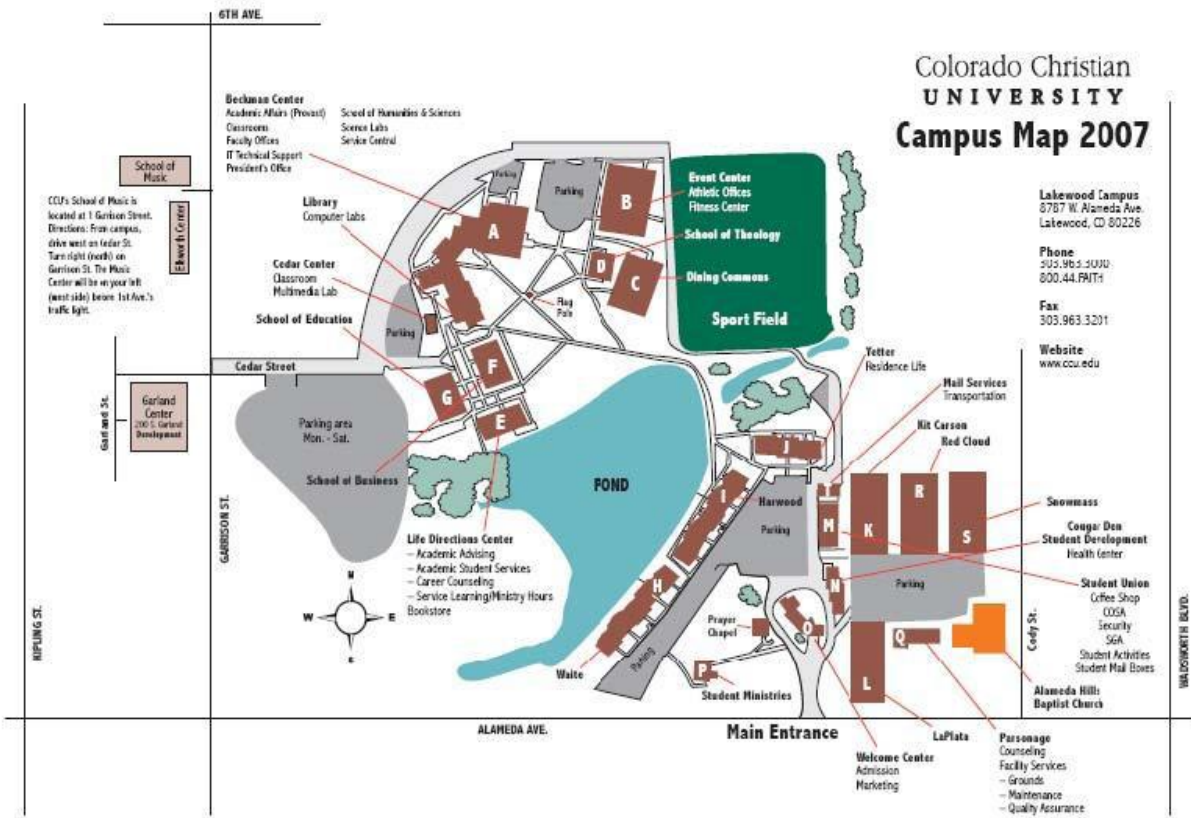 6TH AVE.
Colorado Christian
UNIVERSITY
Campus Map 2007
Lakewood Campus
8787 W. Alameda Ave.
Lakewood, CO 80226
Phone
303.963.3000
800.44.FAITH
Fax
303.963.3201
Website
www.ccu.edu
Beckman Center
Academic Affairs (Provost)
Classrooms
Faculty Offices
IT Technical Support
President's Office
School of Humanities & Sciences
Science Labs
Service Central
School of
Music
CCU's School of Music is
located at 1 Garrison Street.
Directions: From campus,
drive west on Cedar St.
Turn right (north) on
Garrison St. The Music
Center will be on your left
(west side) before 1st Ave.'s
traffic light.
Elsworth Center
Library
Computer Labs
Cedar Center
Classroom
Multimedia Lab
School of Education
Parking
Parking
Parking
A
B
C
D
Event Center
Athletic Offices
Fitness Center
School of Theology
Dining Commons
Sport Field
Flag
Pole
Cedar Street
Garland St.
Garland
Center
200 S. Garland
Development
Parking area
Mon. - Sat.
School of Business
F
G
E
POND
Life Directions Center
– Academic Advising
– Academic Student Services
– Career Counseling
– Service Learning/Ministry Hours
Bookstore
GARRISON ST.
KIPLING ST.
N
W
E
S
Yetter
Residence Life
Mail Services
Transportation
Kit Carson
Red Cloud
J
I
Harwood
Parking
T
M
K
R
S
Snowmass
Cougar Den
Student Development
Health Center
Student Union
Coffee Shop
COSA
Security
SGA
Student Activities
Student Mail Boxes
Parking
N
H
Waite
Parking
Prayer
Chapel
O
P
Student Ministries
Q
L
Cody St.
WADSWORTH BLVD.
Alameda Hills
Baptist Church
ALAMEDA AVE.
Main Entrance
LaPlata
Welcome Center
Admission
Marketing
Parsonage
Counseling
Facility Services
– Grounds
– Maintenance
– Quality Assurance